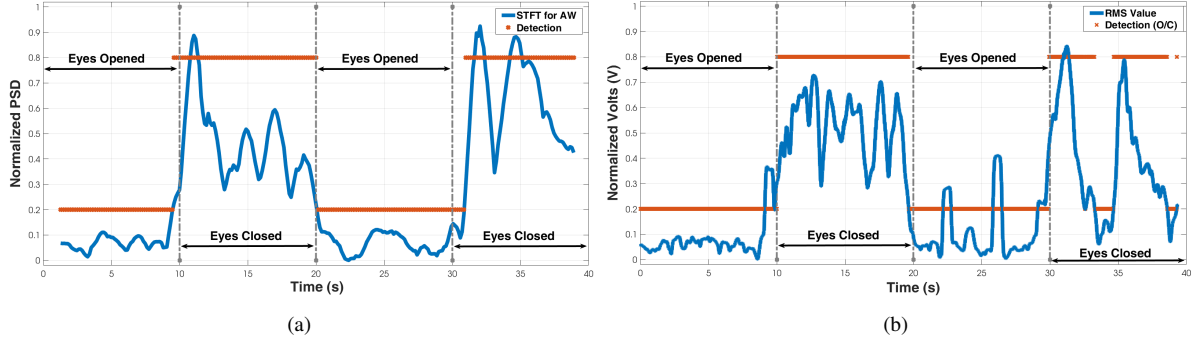 STFT for AW
Detection
Eyes Opened
Eyes Opened
Eyes Closed
Eyes Closed
Normalized PSD
1
0.9
0.8
0.7
0.6
0.5
0.4
0.3
0.2
0.1
0
0 5 10 15 20 25 30 35 40
Time (s)
(a)
RMS Value
Detection (O/C)
Eyes Opened
Eyes Opened
Eyes Closed
Eyes Closed
Normalized Volts (V)
1
0.9
0.8
0.7
0.6
0.5
0.4
0.3
0.2
0.1
0
0 5 10 15 20 25 30 35 40
Time (s)
(b)